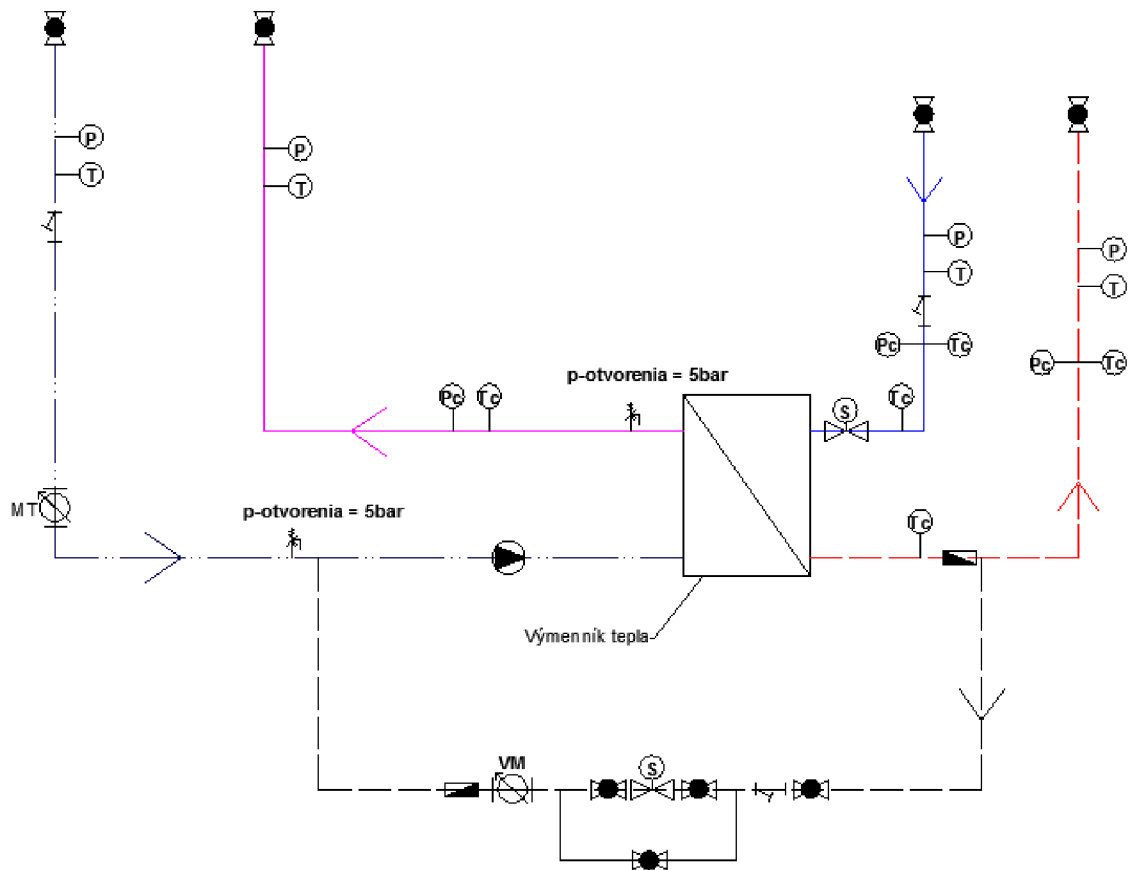 P
T
P
T
P
T
P
T
Pc
Tc
Pc
Tc
p-otvorenia = 5bar
Pc
Tc
S
Tc
MT
p-otvorenia = 5bar
Tc
Výmenník tepla
VM
S